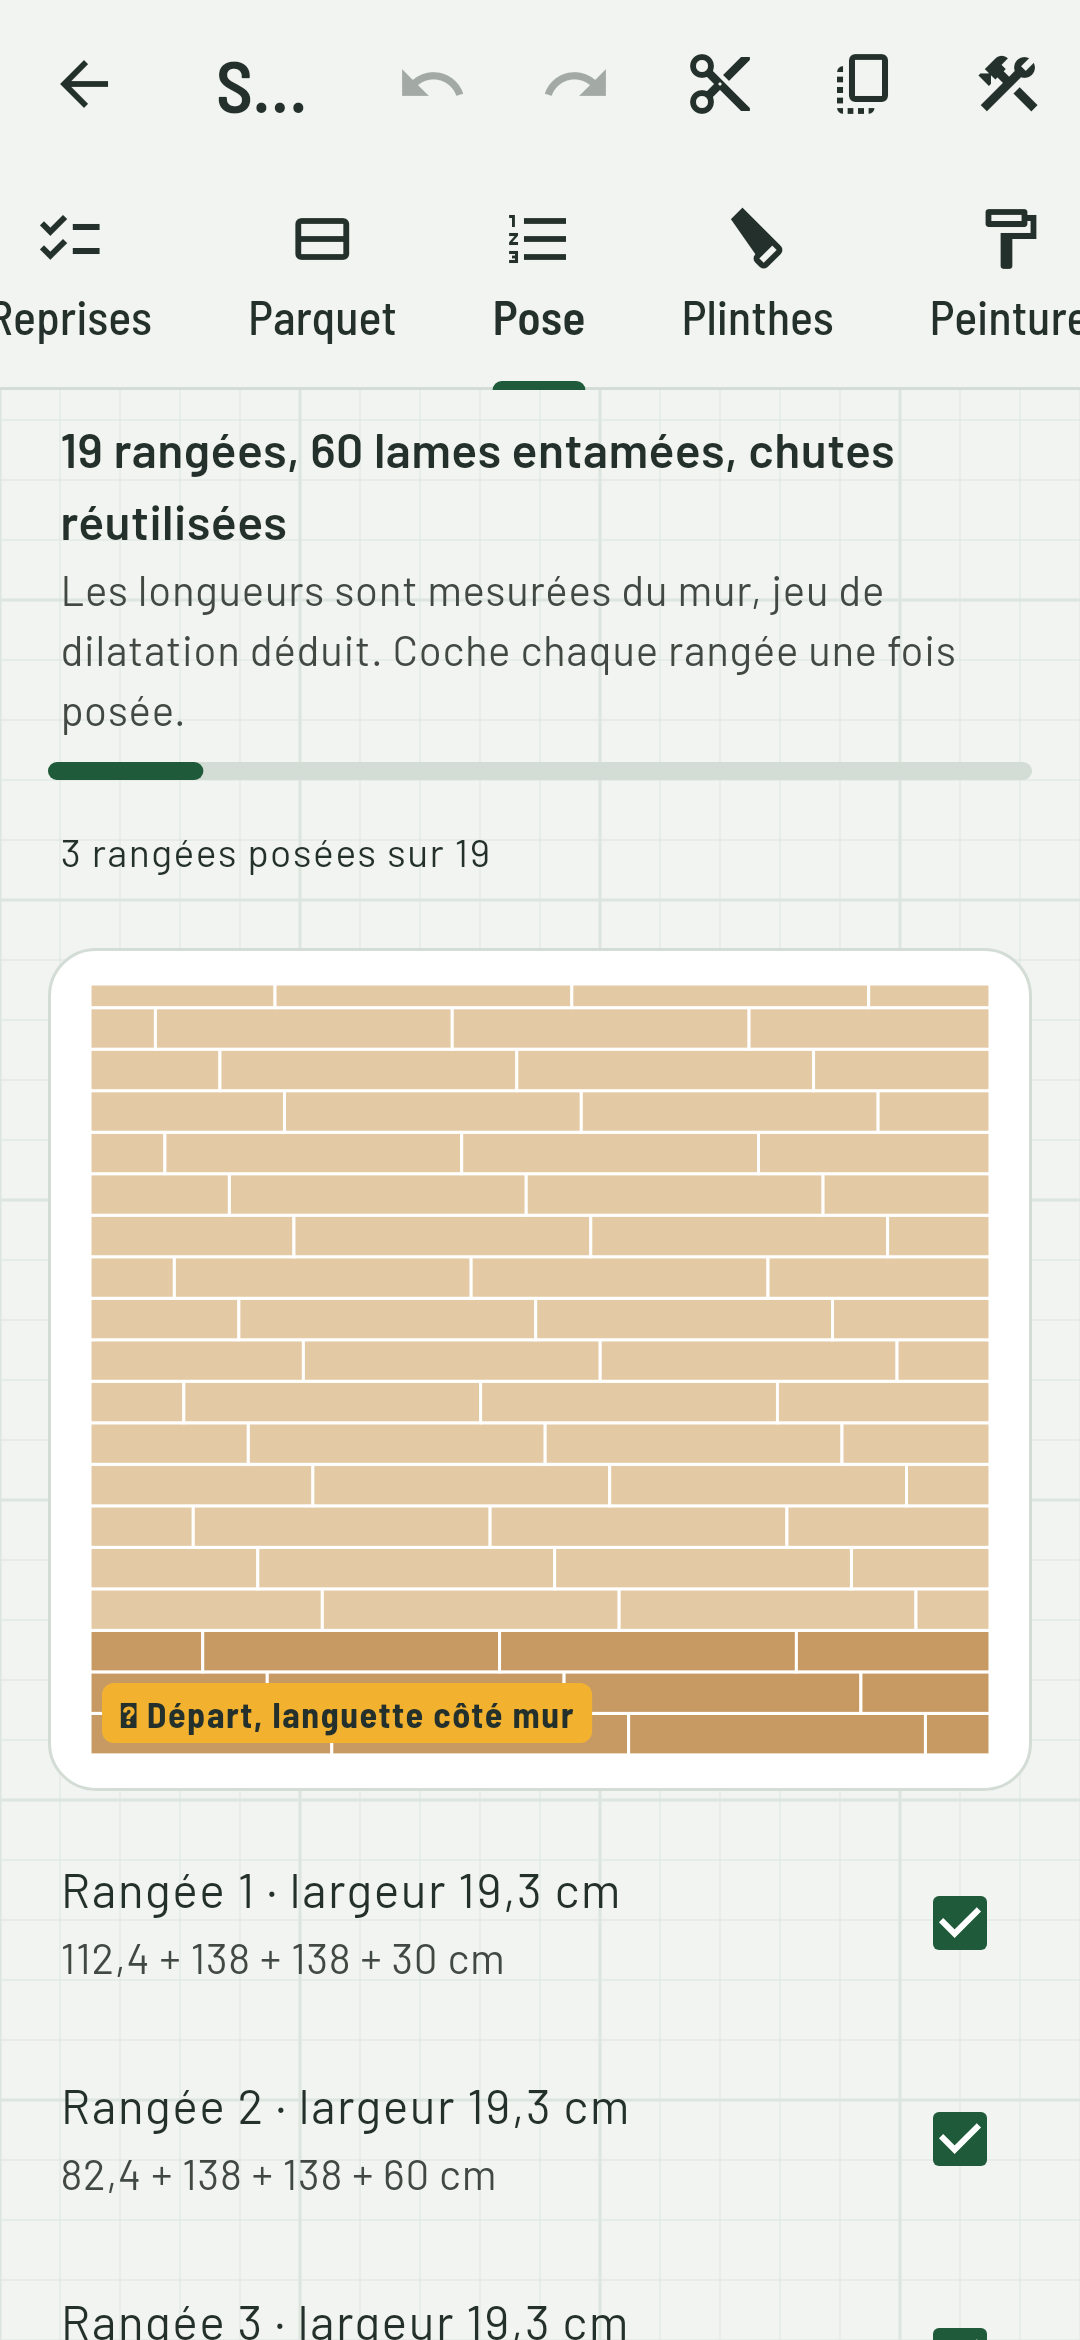 S...
Reprises
Parquet
Pose
Plinthes
Peinture
19 rangées, 60 lames entamées, chutes
réutilisées
Les longueurs sont mesurées du mur, jeu de
dilatation déduit. Coche chaque rangée une fois
posée.
3 rangées posées sur 19
Départ, languette côté mur
Rangée 1 · largeur 19,3 cm
112,4 + 138 + 138 + 30 cm
Rangée 2 · largeur 19,3 cm
82,4 + 138 + 138 + 60 cm
Rangée 3 · largeur 19,3 cm